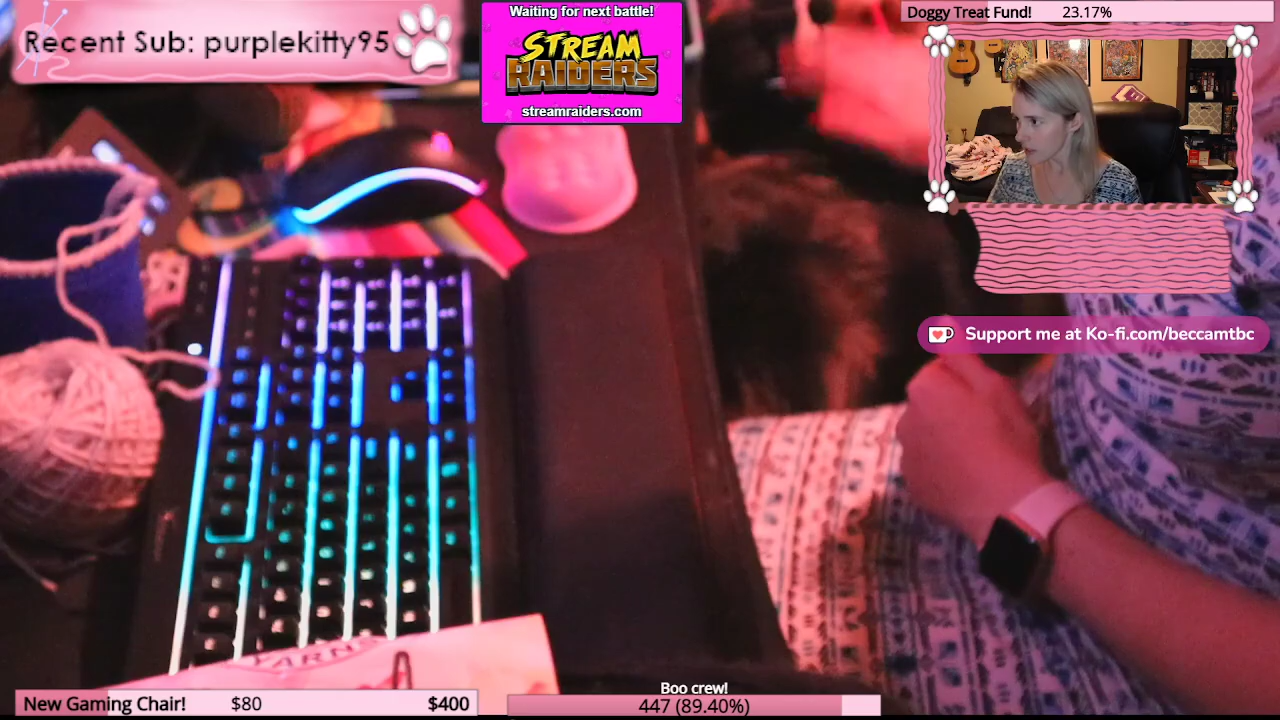 Recent Sub: purplekitty95
Waiting for next battle!
STREAM
RAIDERS
streamraiders.com
Doggy Treat Fund! 23.17%
Support me at Ko-fi.com/beccamtbc
YARN
New Gaming Chair! $80 $400
Boo crew!
447 (89.40%)